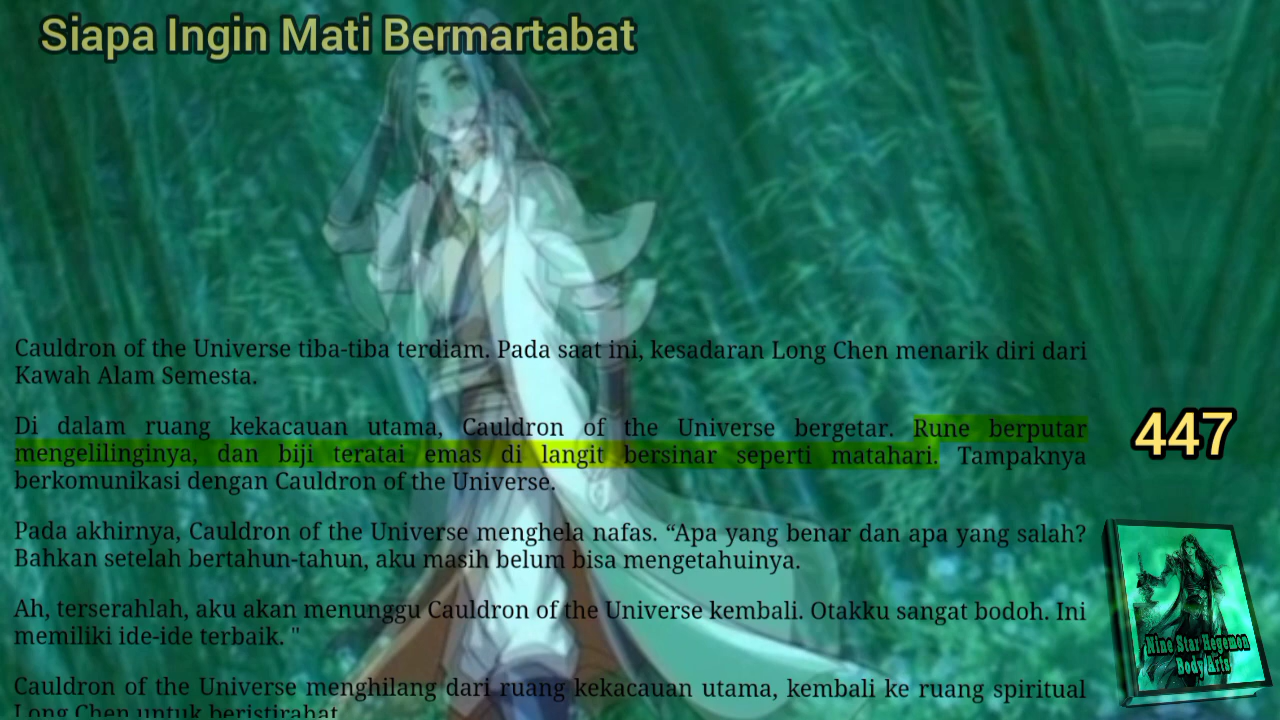 Siapa Ingin Mati Bermartabat
Cauldron of the Universe tiba-tiba terdiam. Pada saat ini, kesadaran Long Chen menarik diri dari
Kawah Alam Semesta.
Di dalam ruang kekacauan utama, Cauldron of the Universe bergetar. Rune berputar
mengelilinginya, dan biji teratai emas di langit bersinar seperti matahari. Tampaknya
berkomunikasi dengan Cauldron of the Universe.
447
Pada akhirnya, Cauldron of the Universe menghela nafas. “Apa yang benar dan apa yang salah?
Bahkan setelah bertahun-tahun, aku masih belum bisa mengetahuinya.
Ah, terserahlah, aku akan menunggu Cauldron of the Universe kembali. Otakku sangat bodoh. Ini
memiliki ide-ide terbaik. "
Nine Star Hegemon
Body Arts
Cauldron of the Universe menghilang dari ruang kekacauan utama, kembali ke ruang spiritual
Long Chen untuk beristirahat.